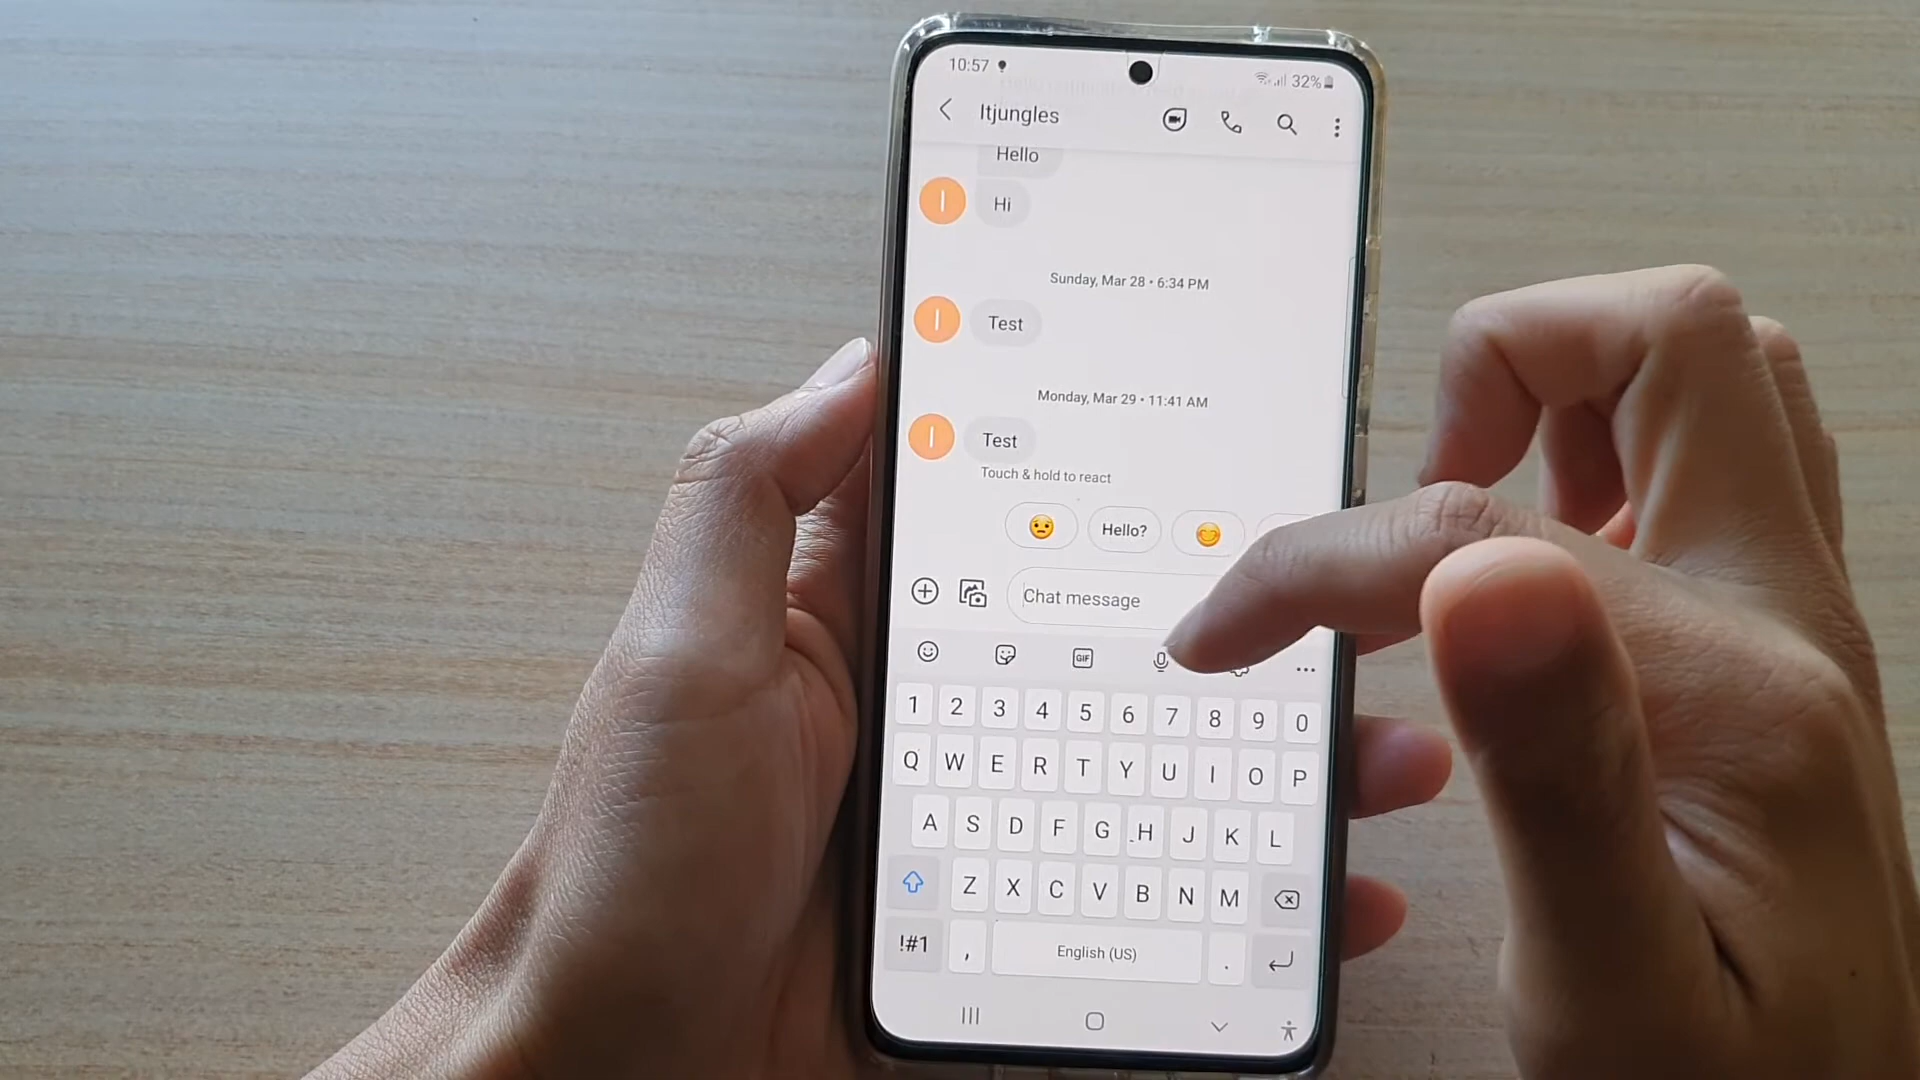 10:57 32%
Itjungles
Hello
Hi
Sunday, Mar 28 • 6:34 PM
Test
Monday, Mar 29 • 11:41 AM
Test
Touch & hold to react
Hello?
Chat message
GIF
1 2 3 4 5 6 7 8 9 0
Q W E R T Y U I O P
A S D F G H J K L
Z X C V B N M
!#1 , English (US) .